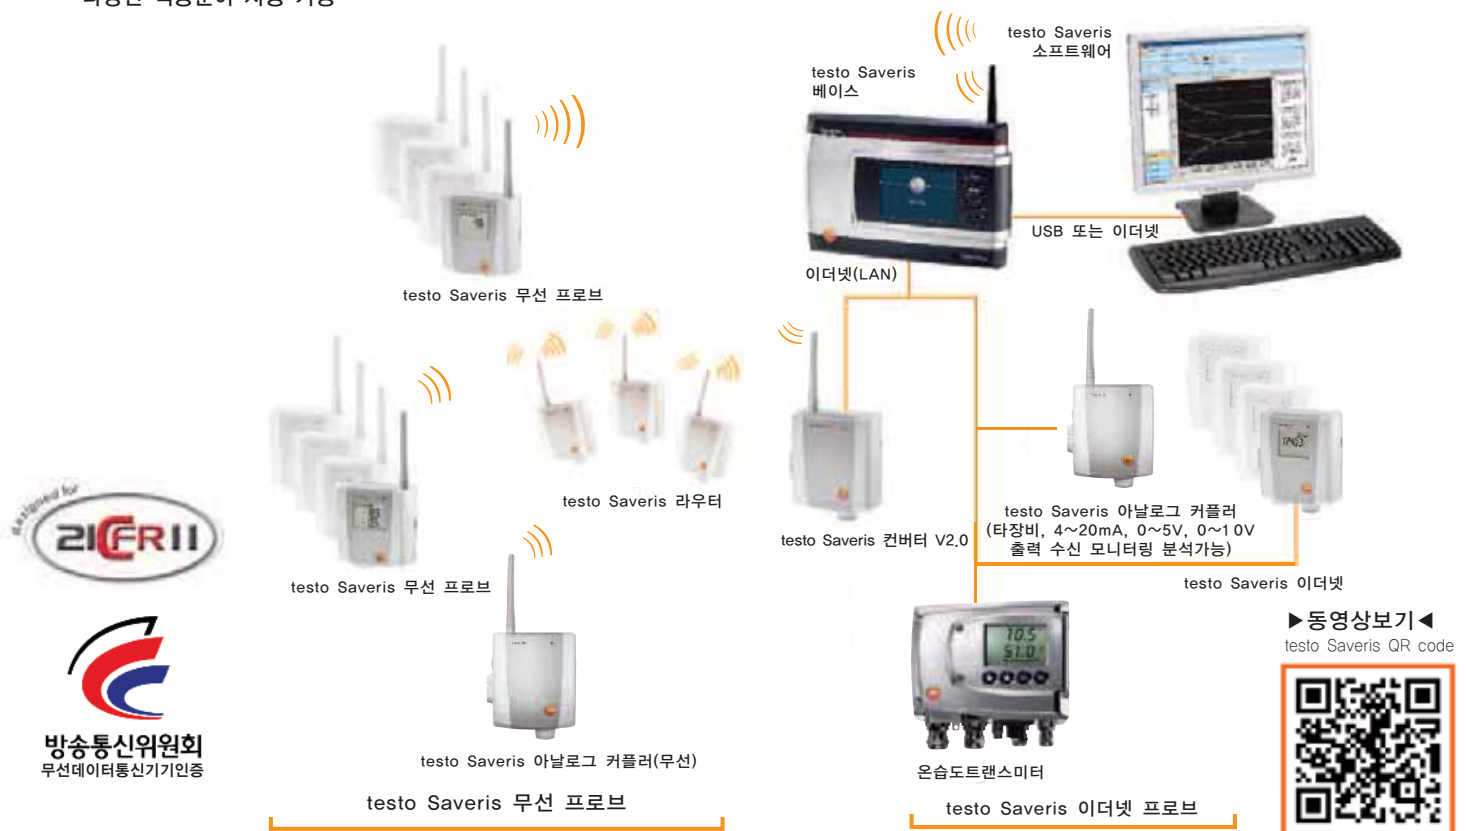 testo Saveris
소프트웨어
testo Saveris
베이스
USB 또는 이더넷
이더넷(LAN)
testo Saveris 무선 프로브
testo Saveris 라우터
testo Saveris 무선 프로브
testo Saveris 컨버터 V2.0
testo Saveris 아날로그 커플러
(타장비, 4~20mA, 0~5V, 0~10V
출력 수신 모니터링 분석가능)
testo Saveris 이더넷
designed for
21CFR11
방송통신위원회
무선데이터통신기기인증
testo Saveris 아날로그 커플러(무선)
testo Saveris 무선 프로브
70.5
51.0
온습도트랜스미터
testo Saveris 이더넷 프로브
▶동영상보기◀
testo Saveris QR code